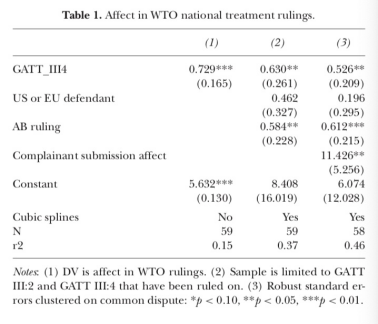 Table 1. Affect in WTO national treatment rulings.
(1) (2) (3)
GATT_III4 0.729*** 0.630** 0.526**
(0.165) (0.261) (0.209)
US or EU defendant 0.462 0.196
(0.327) (0.295)
AB ruling 0.584** 0.612***
(0.228) (0.215)
Complainant submission affect 11.426**
(5.256)
Constant 5.632*** 8.408 6.074
(0.130) (16.019) (12.028)
Cubic splines No Yes Yes
N 59 59 58
r2 0.15 0.37 0.46
Notes: (1) DV is affect in WTO rulings. (2) Sample is limited to GATT
III:2 and GATT III:4 that have been ruled on. (3) Robust standard er-
rors clustered on common dispute: *p < 0.10, **p < 0.05, ***p < 0.01.